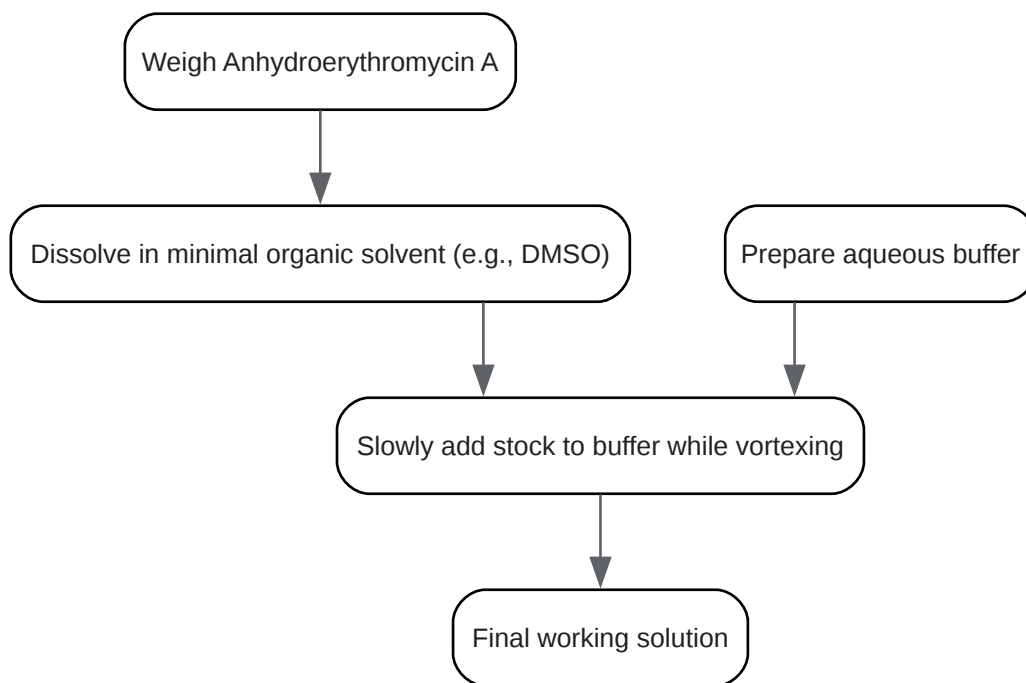 Weigh Anhydroerythromycin A
Dissolve in minimal organic solvent (e.g., DMSO)
Prepare aqueous buffer
Slowly add stock to buffer while vortexing
Final working solution